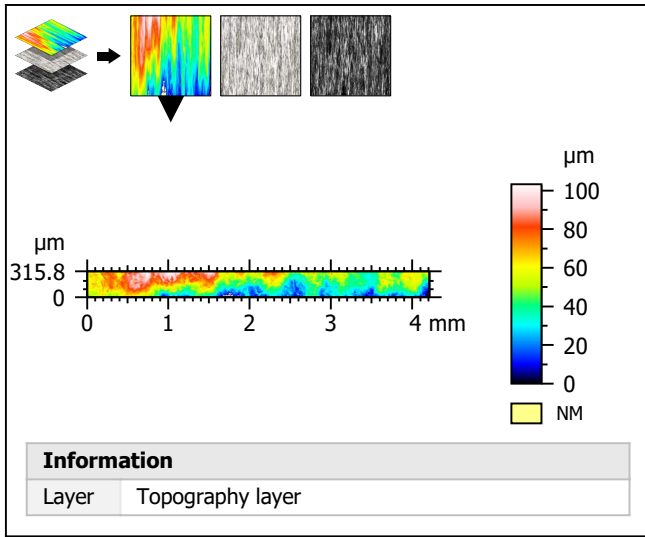 µm
100
80
60
40
20
0
NM
µm
315.8
0
0 1 2 3 4 mm
Information
Layer Topography layer